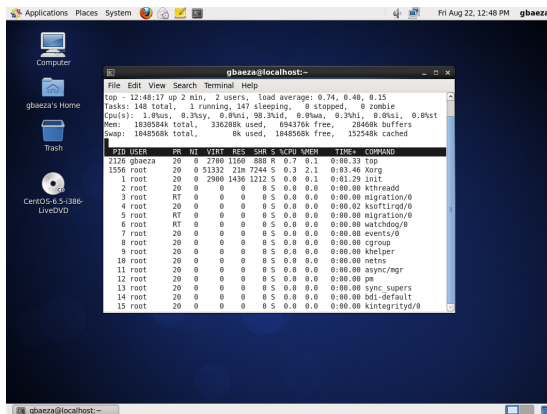 Applications Places System Fri Aug 22, 12:48 PM gbaeza
Computer
gbaeza's Home
Trash
CentOS-6.5-i386-
LiveDVD
gbaeza@localhost:~
File Edit View Search Terminal Help
top - 12:48:17 up 2 min, 2 users, load average: 0.74, 0.40, 0.15
Tasks: 148 total, 1 running, 147 sleeping, 0 stopped, 0 zombie
Cpu(s): 1.0%us, 0.3%sy, 0.0%ni, 98.3%id, 0.0%wa, 0.3%hi, 0.0%si, 0.0%st
Mem: 1030584k total, 336208k used, 694376k free, 28460k buffers
Swap: 1048568k total, 0k used, 1048568k free, 152548k cached
PID USER PR NI VIRT RES SHR S %CPU %MEM TIME+ COMMAND
2126 gbaeza 20 0 2700 1160 888 R 0.7 0.1 0:00.33 top
1556 root 20 0 51332 21m 7244 S 0.3 2.1 0:03.46 Xorg
1 root 20 0 2900 1436 1212 S 0.0 0.1 0:01.29 init
2 root 20 0 0 0 0 S 0.0 0.0 0:00.00 kthreadd
3 root RT 0 0 0 0 S 0.0 0.0 0:00.00 migration/0
4 root 20 0 0 0 0 S 0.0 0.0 0:00.02 ksoftirqd/0
5 root RT 0 0 0 0 S 0.0 0.0 0:00.00 migration/0
6 root RT 0 0 0 0 S 0.0 0.0 0:00.00 watchdog/0
7 root 20 0 0 0 0 S 0.0 0.0 0:00.08 events/0
8 root 20 0 0 0 0 S 0.0 0.0 0:00.00 cgroup
9 root 20 0 0 0 0 S 0.0 0.0 0:00.00 khelper
10 root 20 0 0 0 0 S 0.0 0.0 0:00.00 netns
11 root 20 0 0 0 0 S 0.0 0.0 0:00.00 async/mgr
12 root 20 0 0 0 0 S 0.0 0.0 0:00.00 pm
13 root 20 0 0 0 0 S 0.0 0.0 0:00.00 sync_supers
14 root 20 0 0 0 0 S 0.0 0.0 0:00.00 bdi-default
15 root 20 0 0 0 0 S 0.0 0.0 0:00.00 kintegrityd/0
gbaeza@localhost:~